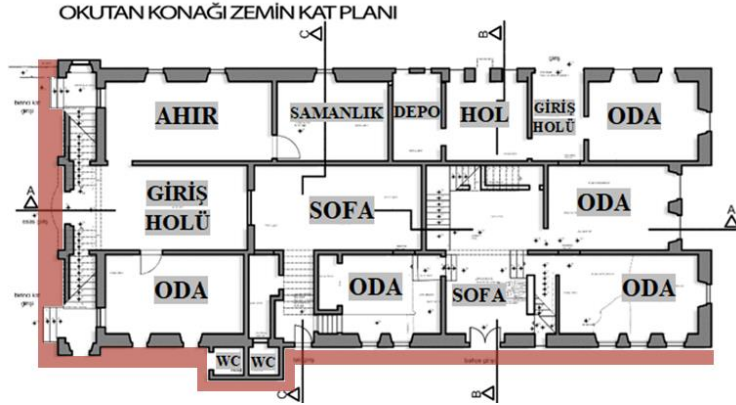 OKUTAN KONAĞI ZEMİN KAT PLANI
C
B
giriş
AHIR
SAMANLIK
DEPO
HOL
GİRİŞ
HOLÜ
ODA
A
GİRİŞ
HOLÜ
SOFA
ODA
A
ODA
ODA
SOFA
ODA
WC
WC
C
B